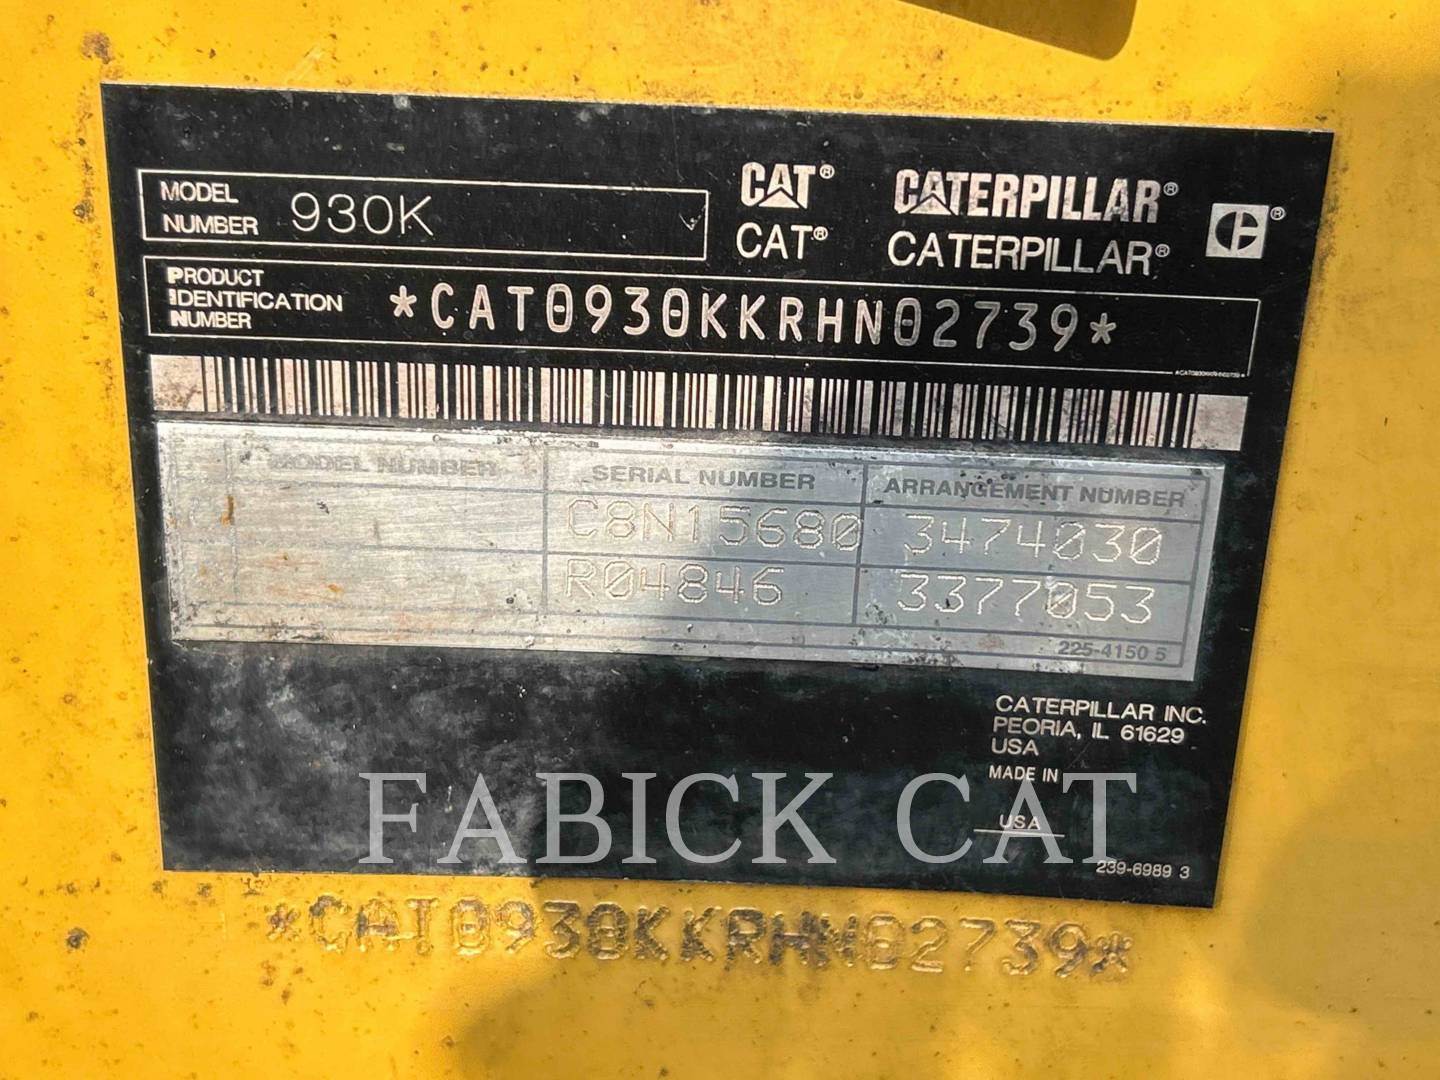 MODEL
NUMBER 930K
CAT® CATERPILLAR®
CAT® CATERPILLAR®
PRODUCT
IDENTIFICATION
NUMBER
*CAT0930KKRHN02739*
*CAT0930KKRHN02739*
MODEL NUMBER SERIAL NUMBER ARRANGEMENT NUMBER
C8N15680 3474030
R04846 3377053
225-4150 5
CATERPILLAR INC.
PEORIA, IL 61629
USA
MADE IN
USA
FABICK CAT
239-6989 3
*CAT0930KKRHN02739*